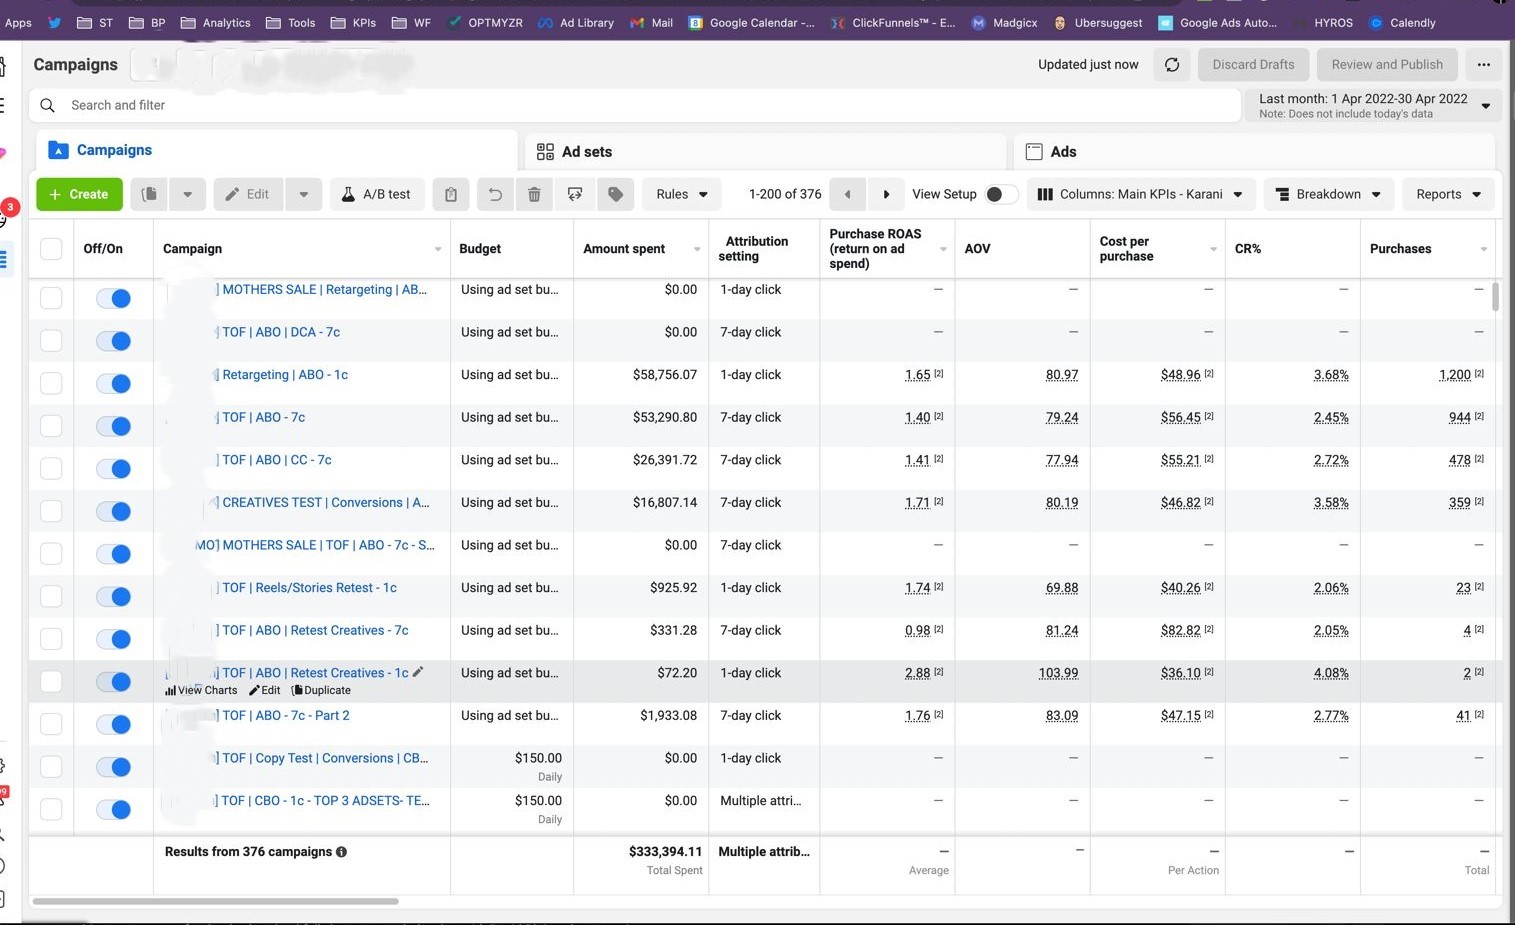 Apps ST BP Analytics Tools KPIs WF OPTMYZR Ad Library Mail Google Calendar -... ClickFunnels™ - E... Madgicx Ubersuggest Google Ads Auto... HYROS Calendly
Campaigns Updated just now Discard Drafts Review and Publish ...
Search and filter Last month: 1 Apr 2022-30 Apr 2022
Note: Does not include today's data
Campaigns Ad sets Ads
3
+ Create Edit A/B test Rules 1-200 of 376 View Setup Columns: Main KPIs - Karani Breakdown Reports
Off/On Campaign Budget Amount spent Attribution setting Purchase ROAS (return on ad spend) AOV Cost per purchase CR% Purchases
] MOTHERS SALE | Retargeting | AB... Using ad set bu... $0.00 1-day click — — — — —
] TOF | ABO | DCA - 7c Using ad set bu... $0.00 7-day click — — — — —
] Retargeting | ABO - 1c Using ad set bu... $58,756.07 1-day click 1.65 [2] 80.97 $48.96 [2] 3.68% 1,200 [2]
] TOF | ABO - 7c Using ad set bu... $53,290.80 7-day click 1.40 [2] 79.24 $56.45 [2] 2.45% 944 [2]
] TOF | ABO | CC - 7c Using ad set bu... $26,391.72 7-day click 1.41 [2] 77.94 $55.21 [2] 2.72% 478 [2]
] CREATIVES TEST | Conversions | A... Using ad set bu... $16,807.14 7-day click 1.71 [2] 80.19 $46.82 [2] 3.58% 359 [2]
MO] MOTHERS SALE | TOF | ABO - 7c - S... Using ad set bu... $0.00 7-day click — — — — —
] TOF | Reels/Stories Retest - 1c Using ad set bu... $925.92 1-day click 1.74 [2] 69.88 $40.26 [2] 2.06% 23 [2]
] TOF | ABO | Retest Creatives - 7c Using ad set bu... $331.28 7-day click 0.98 [2] 81.24 $82.82 [2] 2.05% 4 [2]
] TOF | ABO | Retest Creatives - 1c Using ad set bu... $72.20 1-day click 2.88 [2] 103.99 $36.10 [2] 4.08% 2 [2]
View Charts Edit Duplicate
] TOF | ABO - 7c - Part 2 Using ad set bu... $1,933.08 7-day click 1.76 [2] 83.09 $47.15 [2] 2.77% 41 [2]
] TOF | Copy Test | Conversions | CB... $150.00 $0.00 1-day click — — — — —
Daily
] TOF | CBO - 1c - TOP 3 ADSETS- TE... $150.00 $0.00 Multiple attri... — — — — —
Daily
Results from 376 campaigns $333,394.11 Multiple attrib... — — — — —
Total Spent Average Per Action Total